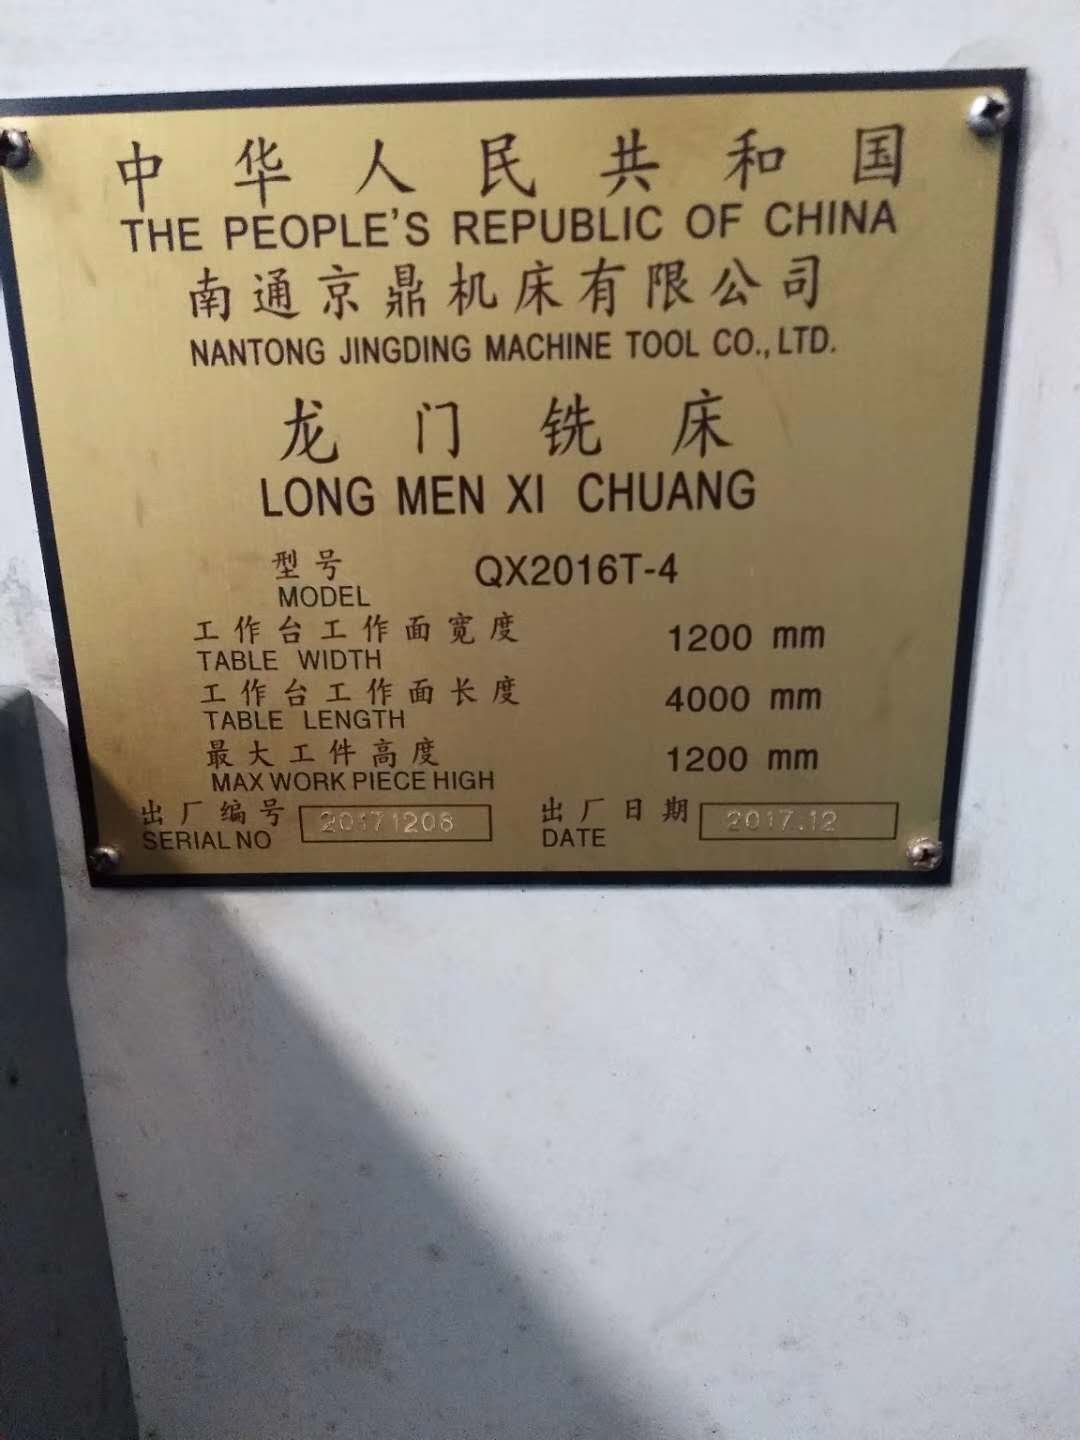 中华人民共和国
THE PEOPLE'S REPUBLIC OF CHINA
南通京鼎机床有限公司
NANTONG JINGDING MACHINE TOOL CO.,LTD.
龙门铣床
LONG MEN XI CHUANG
型号 QX2016T-4
MODEL
工作台工作面宽度 1200 mm
TABLE WIDTH
工作台工作面长度 4000 mm
TABLE LENGTH
最大工件高度 1200 mm
MAX WORK PIECE HIGH
出厂编号 20171208 出厂日期 2017.12
SERIAL NO DATE